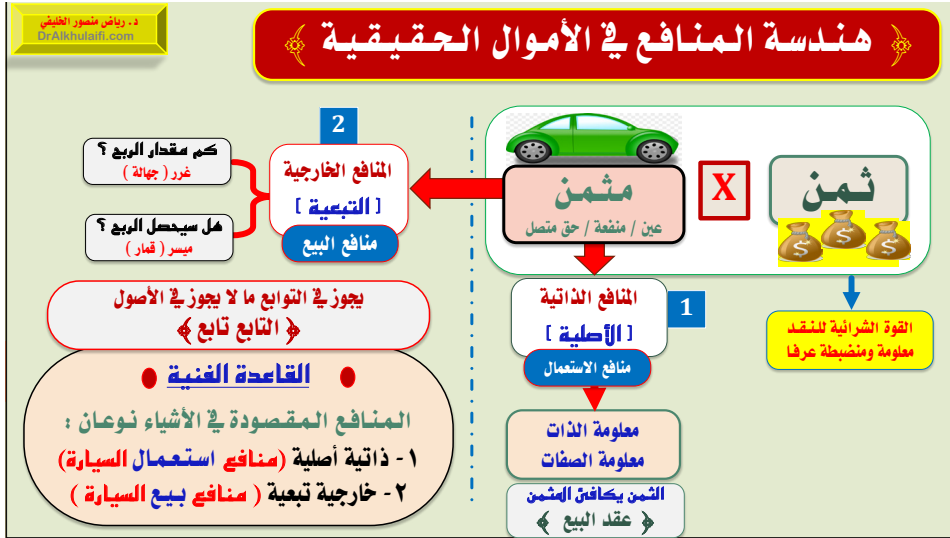 د. رياض منصور الخليفي
DrAlkhulaifi.com
﴿ هندسة المنافع في الأموال الحقيقية ﴾
ثمن
X
مثمن
عين / منفعة / حق متصل
القوة الشرائية للنقد
معلومة ومنضبطة عرفا
1
المنافع الذاتية
[ الأصلية ]
منافع الاستعمال
معلومة الذات
معلومة الصفات
الثمن يكافئ المثمن
﴿ عقد البيع ﴾
2
المنافع الخارجية
[ التبعية ]
منافع البيع
كم مقدار الربح ؟
غرر ( جهالة )
هل سيحصل الربح ؟
ميسر ( قمار )
يجوز في التوابع ما لا يجوز في الأصول
﴿ التابع تابع ﴾
القاعدة الفنية
المنافع المقصودة في الأشياء نوعان :
١- ذاتية أصلية (منافع استعمال السيارة)
٢- خارجية تبعية ( منافع بيع السيارة )